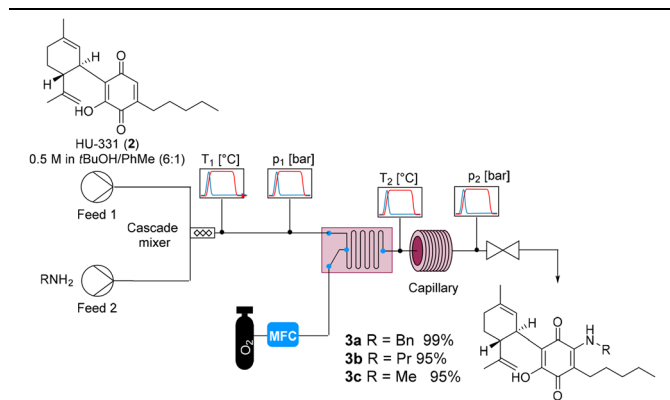 H
H
O
HO
O
HU-331 (2)
0.5 M in tBuOH/PhMe (6:1)
T1 [°C]
p1 [bar]
Feed 1
Cascade
mixer
RNH2
Feed 2
T2 [°C]
p2 [bar]
Capillary
O2
MFC
3a R = Bn 99%
3b R = Pr 95%
3c R = Me 95%
H
H
O
H
N
R
HO
O